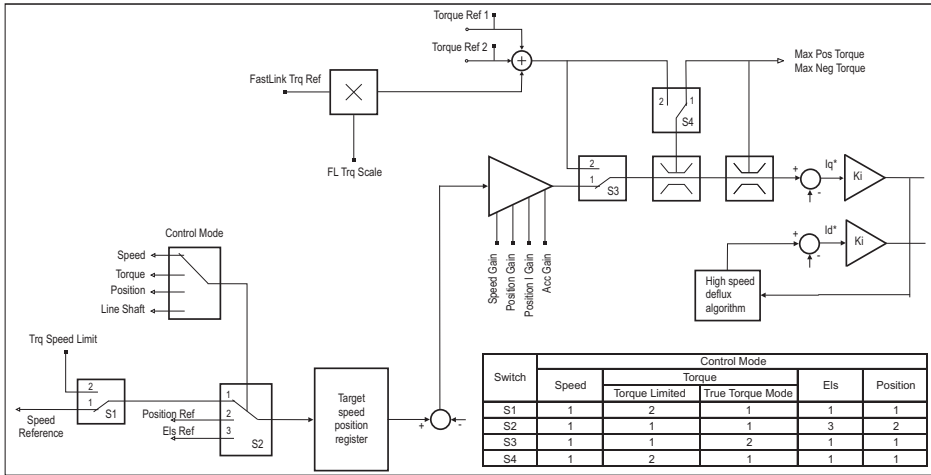 Torque Ref 1
Torque Ref 2
+
FastLink Trq Ref
FL Trq Scale
Max Pos Torque
Max Neg Torque
2
1
S4
2
1
S3
+
-
Iq*
Ki
+
-
Id*
Ki
High speed
deflux
algorithm
Speed Gain
Position Gain
Position I Gain
Acc Gain
Control Mode
Speed
Torque
Position
Line Shaft
Trq Speed Limit
2
1
S1
Speed
Reference
1
2
3
S2
Position Ref
Els Ref
Target
speed
position
register
+
-
Switch Control Mode
Speed Torque Els Position
Torque Limited True Torque Mode
S1 1 2 1 1 1
S2 1 1 1 3 2
S3 1 1 2 1 1
S4 1 2 1 1 1